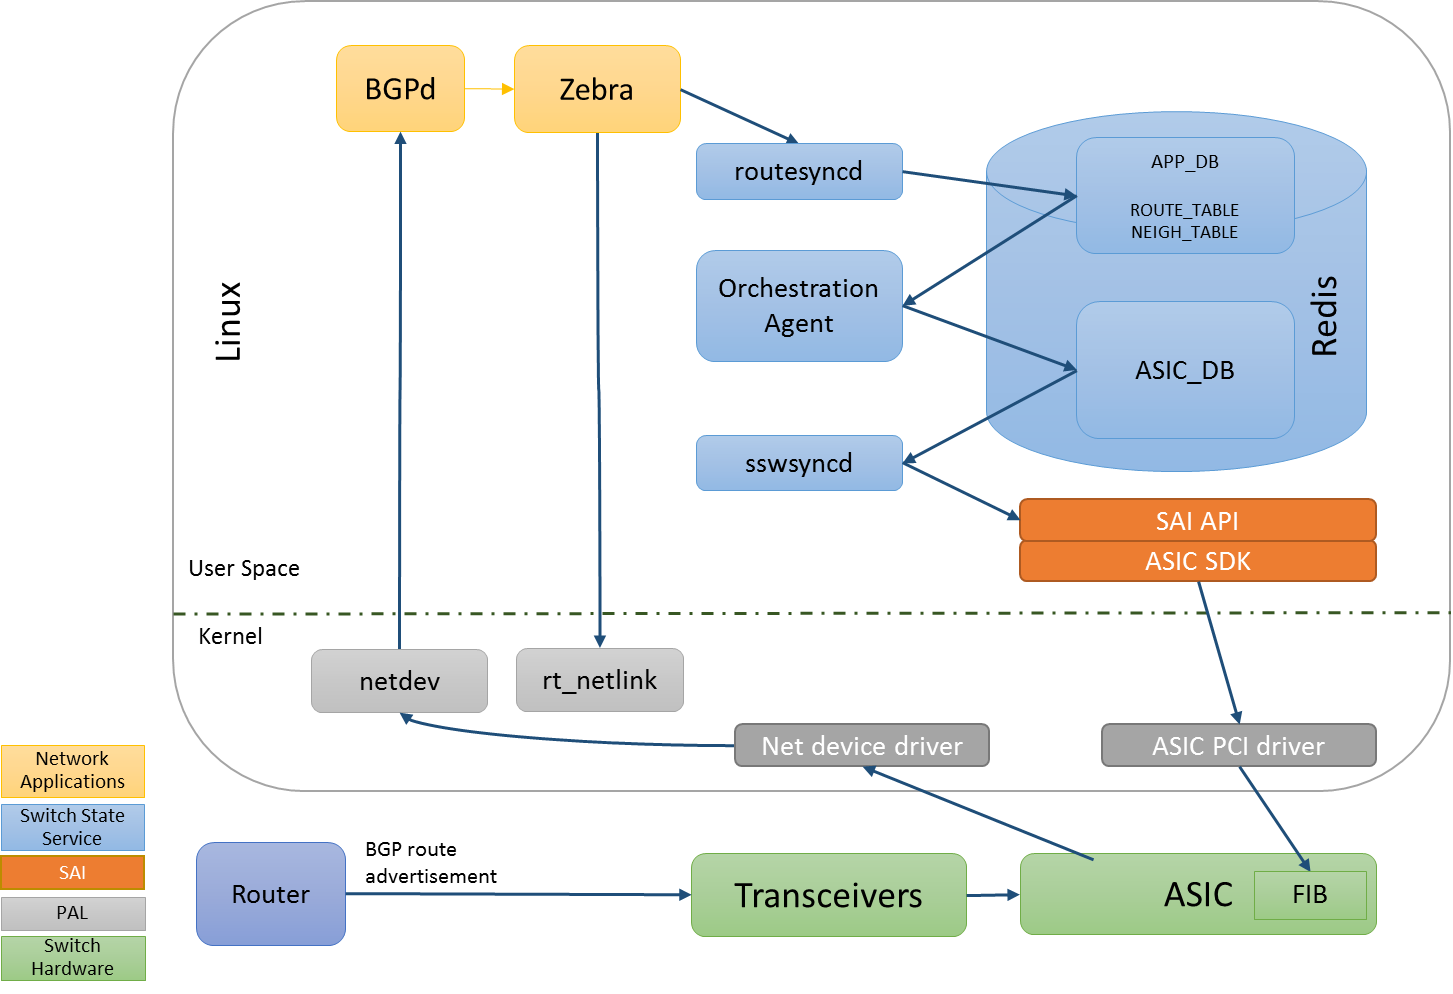 BGPd
Zebra
routesyncd
APP_DB
ROUTE_TABLE
NEIGH_TABLE
Orchestration
Agent
Linux
Redis
ASIC_DB
sswsyncd
SAI API
ASIC SDK
User Space
Kernel
netdev
rt_netlink
Net device driver
ASIC PCI driver
Network
Applications
Switch State
Service
SAI
PAL
Switch
Hardware
Router
BGP route
advertisement
Transceivers
ASIC
FIB